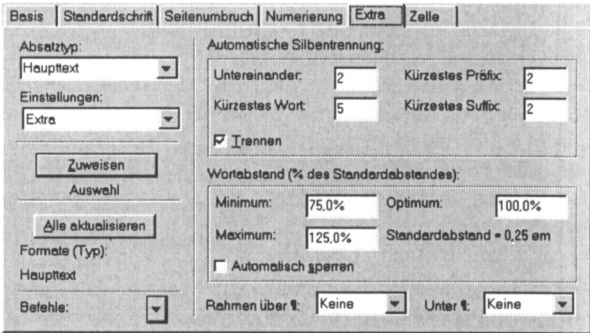 Basis Standardschrift Seitenumbruch Numerierung Extra Zelle
Absatztyp:
Haupttext
Einstellungen:
Extra
Zuweisen
Auswahl
Alle aktualisieren
Formate (Typ):
Haupttext
Befehle:
Automatische Silbentrennung:
Untereinander: 2 Kürzestes Präfix: 2
Kürzestes Wort: 5 Kürzestes Suffix: 2
Trennen
Wortabstand (% des Standardabstandes):
Minimum: 75,0% Optimum: 100,0%
Maximum: 125,0% Standardabstand = 0,25 em
Automatisch sperren
Rahmen über ¶: Keine Unter ¶: Keine